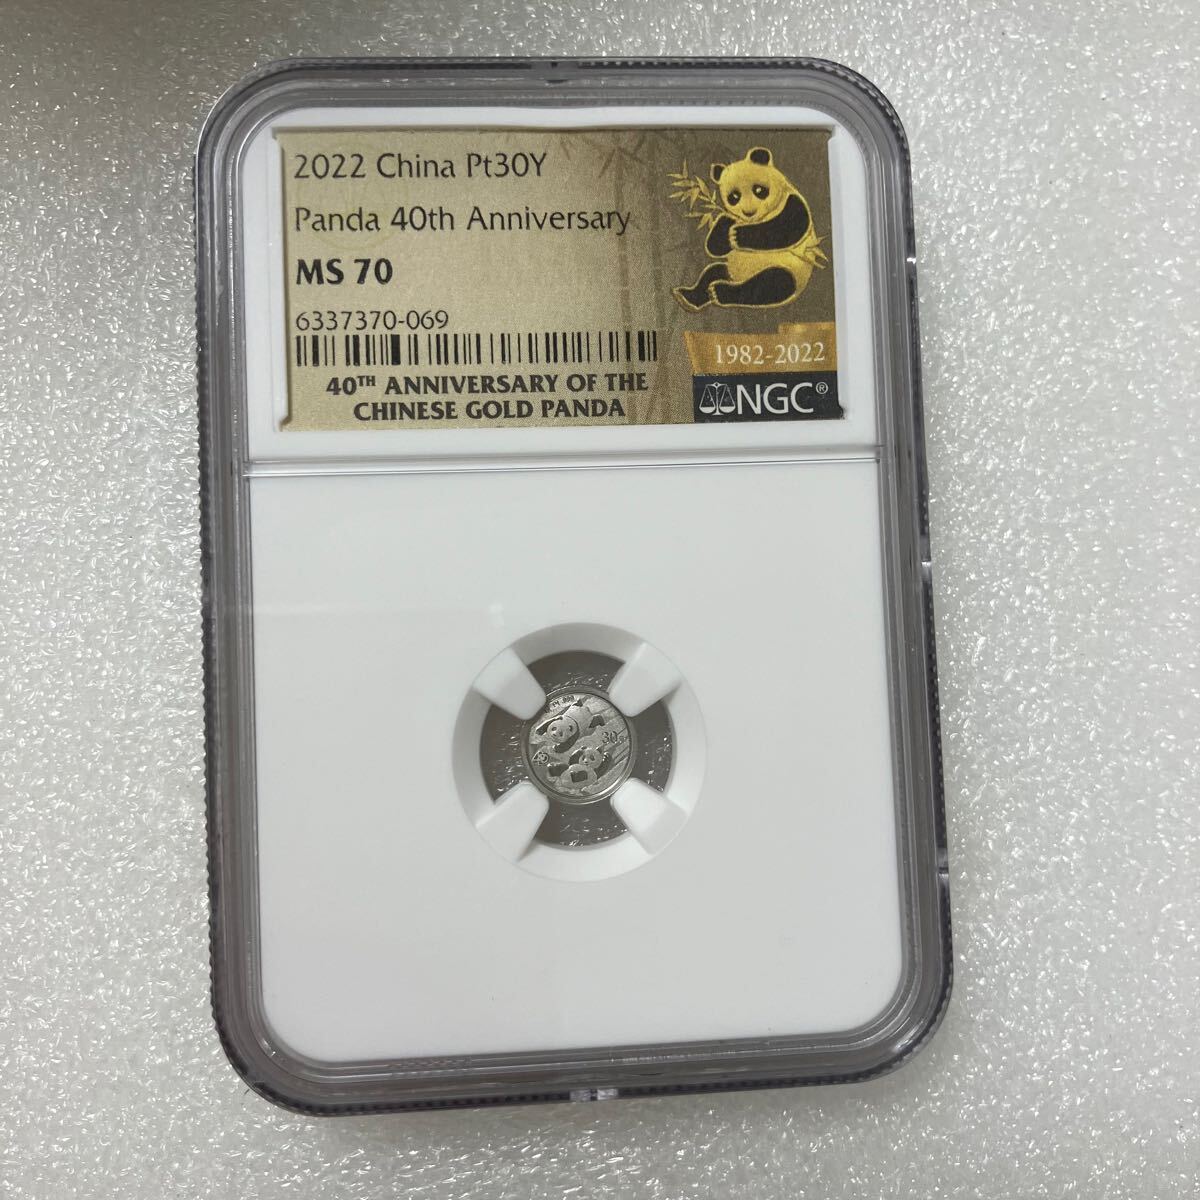 2022 China Pt30Y
Panda 40th Anniversary
MS 70
6337370-069
40TH ANNIVERSARY OF THE
CHINESE GOLD PANDA
1982-2022
NGC®
30